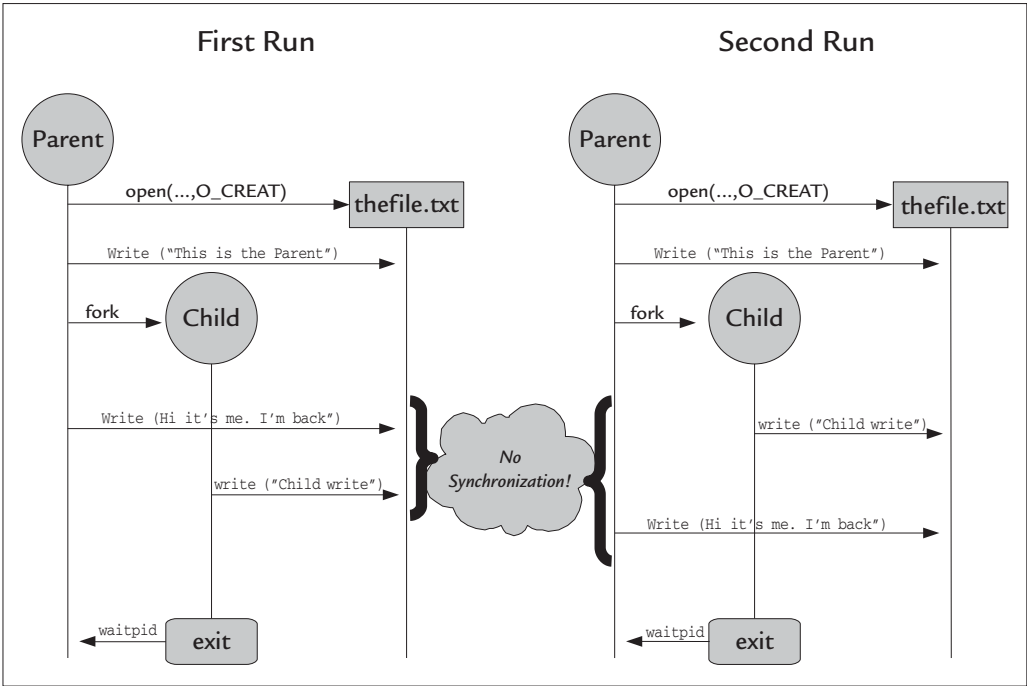 First Run
Parent
open(...,O_CREAT)
thefile.txt
Write ("This is the Parent")
fork
Child
Write (Hi it's me. I'm back")
write ("Child write")
waitpid
exit
No
Synchronization!
Second Run
Parent
open(...,O_CREAT)
thefile.txt
Write ("This is the Parent")
fork
Child
write ("Child write")
Write (Hi it's me. I'm back")
waitpid
exit